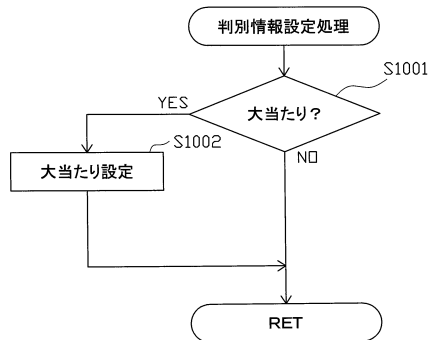 判別情報設定処理
S1001
大当たり?
YES
NO
S1002
大当たり設定
RET